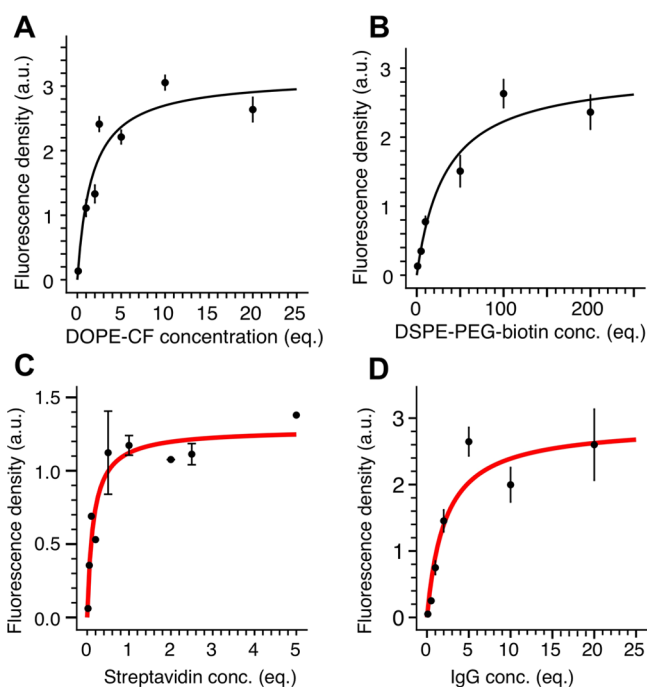 A
Fluorescence density (a.u.)
3
2
1
0
0 5 10 15 20 25
DOPE-CF concentration (eq.)
B
Fluorescence density (a.u.)
3
2
1
0
100 200
DSPE-PEG-biotin conc. (eq.)
C
Fluorescence density (a.u.)
1.5
1.0
0.5
0.0
0 1 2 3 4 5
Streptavidin conc. (eq.)
D
Fluorescence density (a.u.)
3
2
1
0
0 5 10 15 20 25
IgG conc. (eq.)